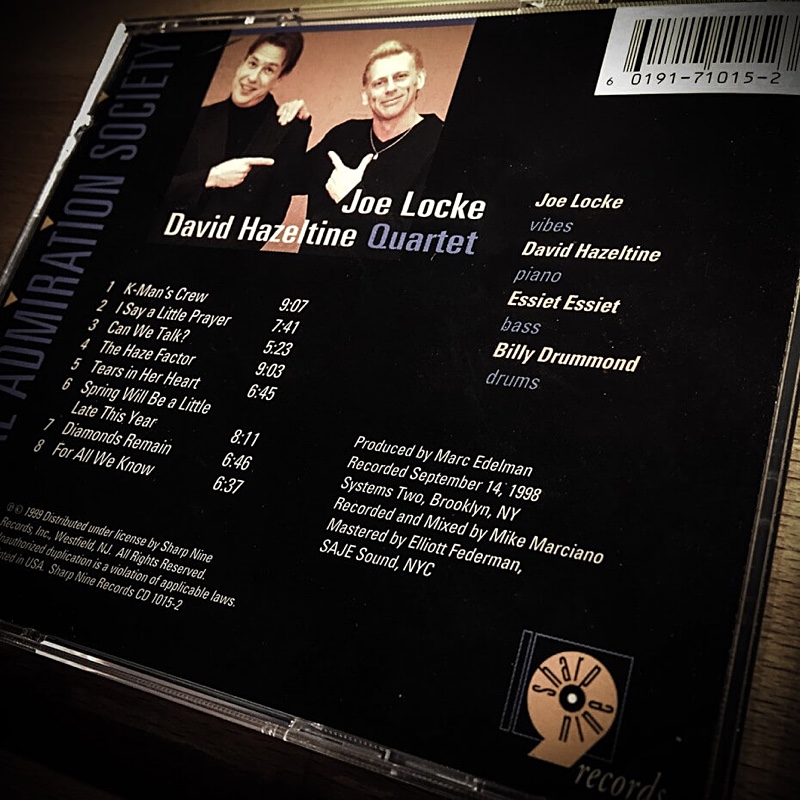 ADMIRATION SOCIETY
6 0191-71015-2
Joe Locke
David Hazeltine Quartet
Joe Locke
vibes
David Hazeltine
piano
Essiet Essiet
bass
Billy Drummond
drums
1 K-Man's Crew 9:07
2 I Say a Little Prayer 7:41
3 Can We Talk? 5:23
4 The Haze Factor 9:03
5 Tears in Her Heart 6:45
6 Spring Will Be a Little
Late This Year 8:11
7 Diamonds Remain 6:46
8 For All We Know 6:37
Produced by Marc Edelman
Recorded September 14, 1998
Systems Two, Brooklyn, NY
Recorded and Mixed by Mike Marciano
Mastered by Elliott Federman,
SAJE Sound, NYC
℗ © 1999 Distributed under license by Sharp Nine
Records, Inc., Westfield, NJ. All Rights Reserved.
Unauthorized duplication is a violation of applicable laws.
in USA. Sharp Nine Records CD 1015-2
sharp
nine
records